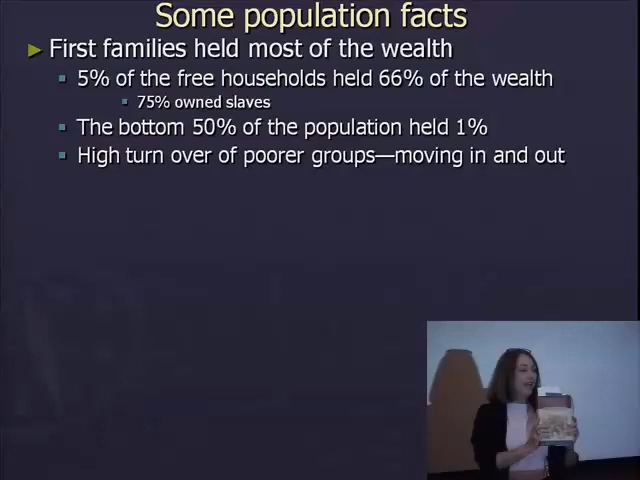 Some population facts
First families held most of the wealth
5% of the free households held 66% of the wealth
75% owned slaves
The bottom 50% of the population held 1%
High turn over of poorer groups—moving in and out